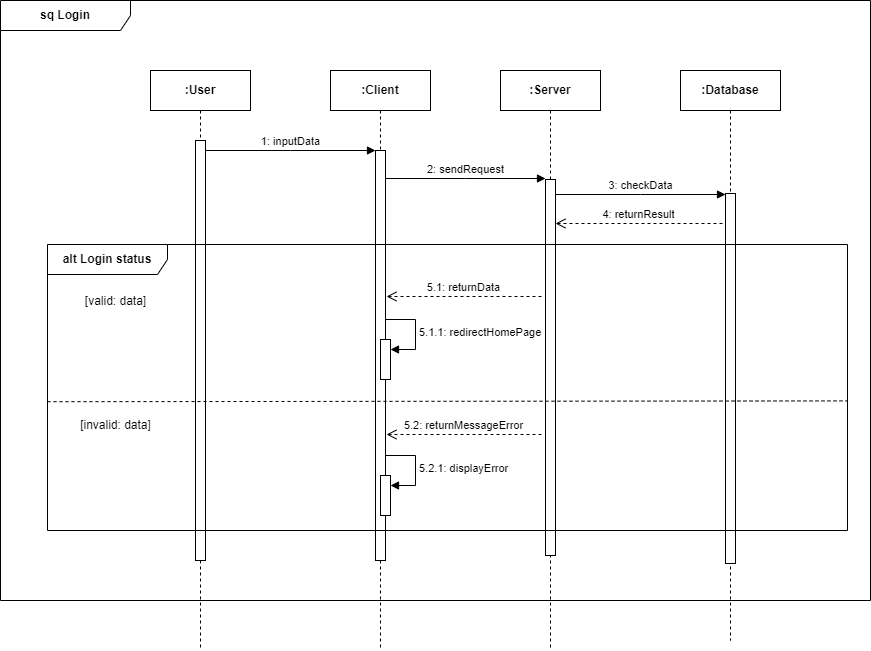 sq Login
:User
:Client
:Server
:Database
1: inputData
2: sendRequest
3: checkData
4: returnResult
alt Login status
5.1: returnData
[valid: data]
5.1.1: redirectHomePage
[invalid: data]
5.2: returnMessageError
5.2.1: displayError